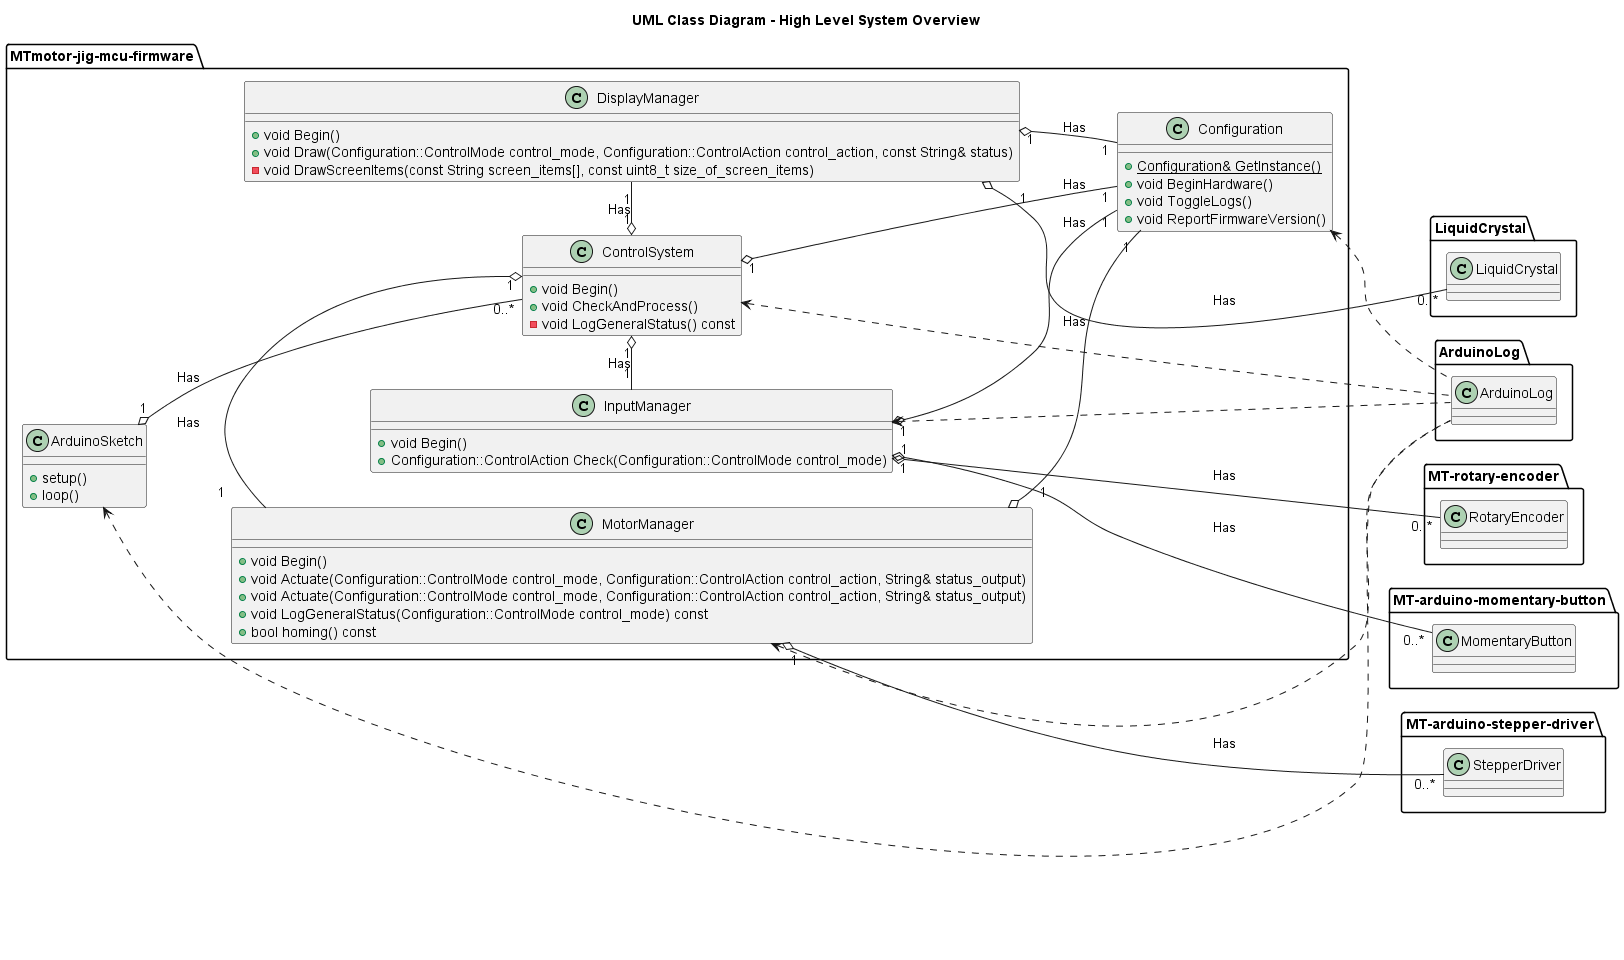 UML Class Diagram - High Level System Overview
MTmotor-jig-mcu-firmware
C DisplayManager
void Begin()
void Draw(Configuration::ControlMode control_mode, Configuration::ControlAction control_action, const String& status)
void DrawScreenItems(const String screen_items[], const uint8_t size_of_screen_items)
C Configuration
Configuration& GetInstance()
void BeginHardware()
void ToggleLogs()
void ReportFirmwareVersion()
Has
1
1
Has
1
1
Has
1
1
Has
1
1
Has
1
1
C ControlSystem
void Begin()
void CheckAndProcess()
void LogGeneralStatus() const
1
0..*
Has
1
Has
1
Has
1
1
C InputManager
void Begin()
Configuration::ControlAction Check(Configuration::ControlMode control_mode)
1
1
1
C ArduinoSketch
setup()
loop()
C MotorManager
void Begin()
void Actuate(Configuration::ControlMode control_mode, Configuration::ControlAction control_action, String& status_output)
void Actuate(Configuration::ControlMode control_mode, Configuration::ControlAction control_action, String& status_output)
void LogGeneralStatus(Configuration::ControlMode control_mode) const
bool homing() const
1
LiquidCrystal
C LiquidCrystal
Has
0..*
ArduinoLog
C ArduinoLog
MT-rotary-encoder
C RotaryEncoder
Has
0..*
Has
MT-arduino-momentary-button
C MomentaryButton
0..*
MT-arduino-stepper-driver
C StepperDriver
Has
0..*